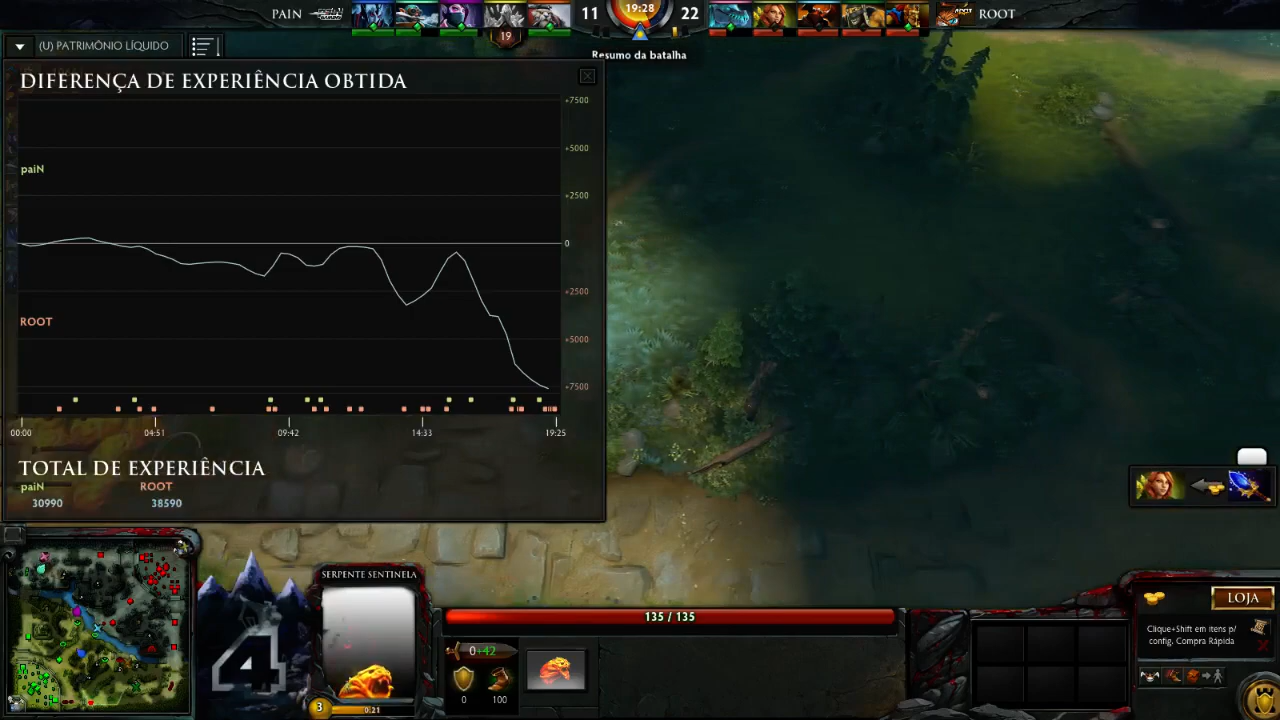 PAIN
11
19:28
22
ROOT
19
(U) PATRIMÔNIO LÍQUIDO
Resumo da batalha
DIFERENÇA DE EXPERIÊNCIA OBTIDA
+7500
+5000
paiN
+2500
0
+2500
ROOT
+5000
+7500
00:00
04:51
09:42
14:33
19:25
TOTAL DE EXPERIÊNCIA
paiN
ROOT
30990
38590
SERPENTE SENTINELA
135 / 135
LOJA
Clique+Shift em itens p/
config. Compra Rápida
0+42
4
3
0.21
0
100